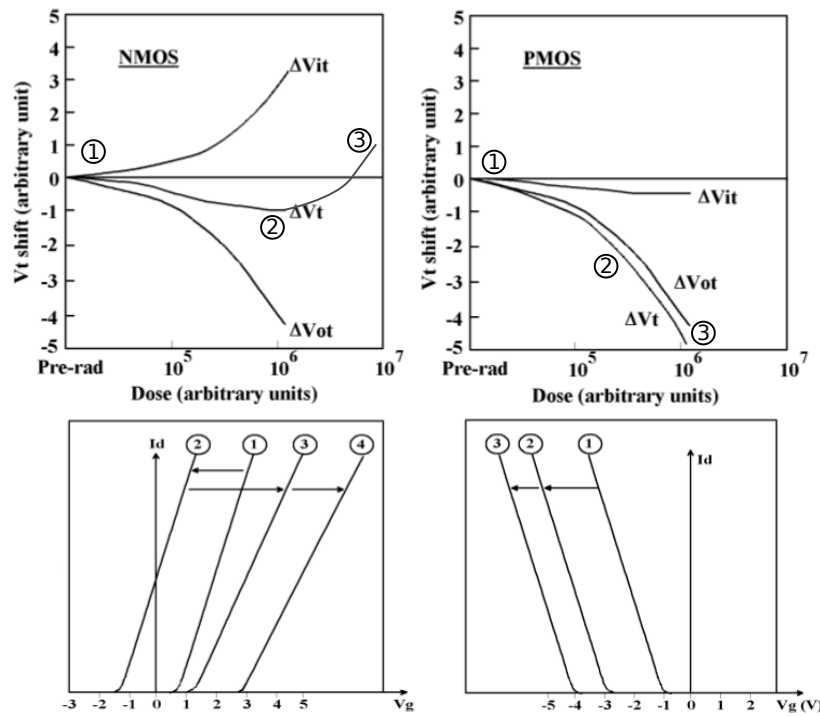 5
4
NMOS
3
ΔVit
2
1
①
③
0
-1
ΔVt
②
-2
-3
-4
ΔVot
-5
Vt shift (arbitrary unit)
Pre-rad 10^5 10^6 10^7
Dose (arbitrary units)
5
4
PMOS
3
2
1
①
0
ΔVit
-1
-2
②
-3
ΔVot
-4
ΔVt
③
-5
Vt shift (arbitrary unit)
Pre-rad 10^5 10^6 10^7
Dose (arbitrary units)
Id ② ① ③ ④
-3 -2 -1 0 1 2 3 4 5 Vg
③ ② ①
Id
-5 -4 -3 -2 -1 0 1 2 Vg (V)